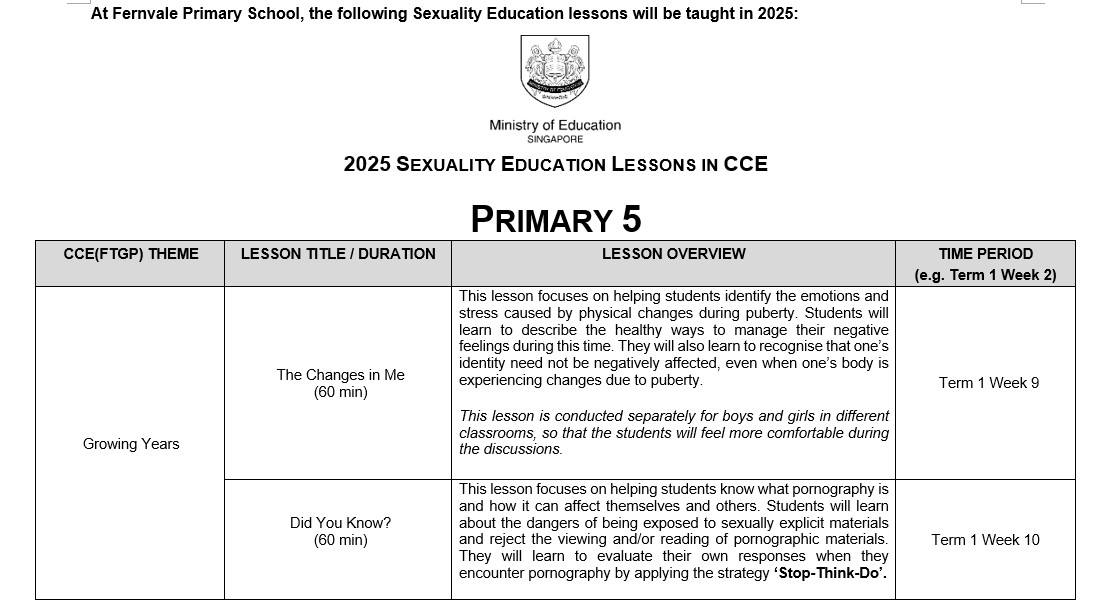 At Fernvale Primary School, the following Sexuality Education lessons will be taught in 2025:
Ministry of Education
SINGAPORE
2025 SEXUALITY EDUCATION LESSONS IN CCE
PRIMARY 5
CCE(FTGP) THEME
LESSON TITLE / DURATION
LESSON OVERVIEW
TIME PERIOD
(e.g. Term 1 Week 2)
Growing Years
The Changes in Me
(60 min)
This lesson focuses on helping students identify the emotions and
stress caused by physical changes during puberty. Students will
learn to describe the healthy ways to manage their negative
feelings during this time. They will also learn to recognise that one’s
identity need not be negatively affected, even when one’s body is
experiencing changes due to puberty.
This lesson is conducted separately for boys and girls in different
classrooms, so that the students will feel more comfortable during
the discussions.
Term 1 Week 9
Did You Know?
(60 min)
This lesson focuses on helping students know what pornography is
and how it can affect themselves and others. Students will learn
about the dangers of being exposed to sexually explicit materials
and reject the viewing and/or reading of pornographic materials.
They will learn to evaluate their own responses when they
encounter pornography by applying the strategy ‘Stop-Think-Do’.
Term 1 Week 10